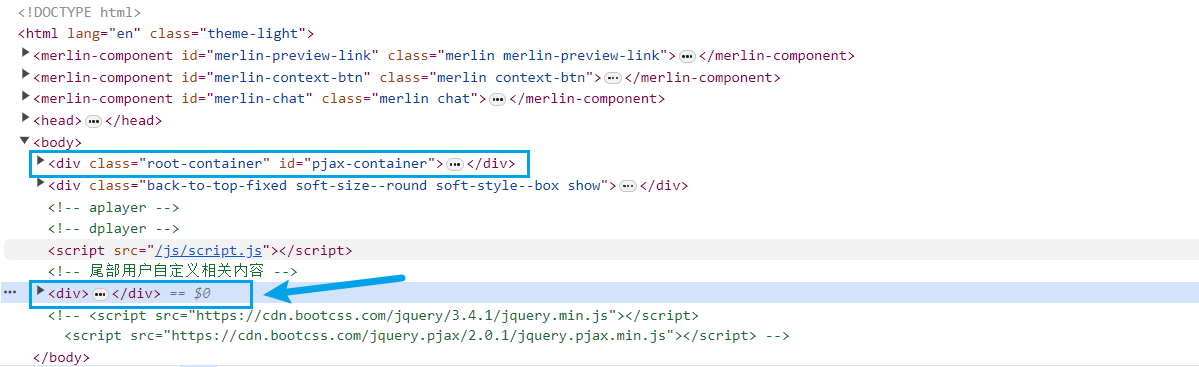 <!DOCTYPE html>
<html lang="en" class="theme-light">
<merlin-component id="merlin-preview-link" class="merlin merlin-preview-link">…</merlin-component>
<merlin-component id="merlin-context-btn" class="merlin context-btn">…</merlin-component>
<merlin-component id="merlin-chat" class="merlin chat">…</merlin-component>
<head>…</head>
<body>
<div class="root-container" id="pjax-container">…</div>
<div class="back-to-top-fixed soft-size--round soft-style--box show">…</div>
<!-- aplayer -->
<!-- dplayer -->
<script src="/js/script.js"></script>
<!-- 尾部用户自定义相关内容 -->
<div>…</div> == $0
<!-- <script src="https://cdn.bootcss.com/jquery/3.4.1/jquery.min.js"></script>
<script src="https://cdn.bootcss.com/jquery.pjax/2.0.1/jquery.pjax.min.js"></script> -->
</body>